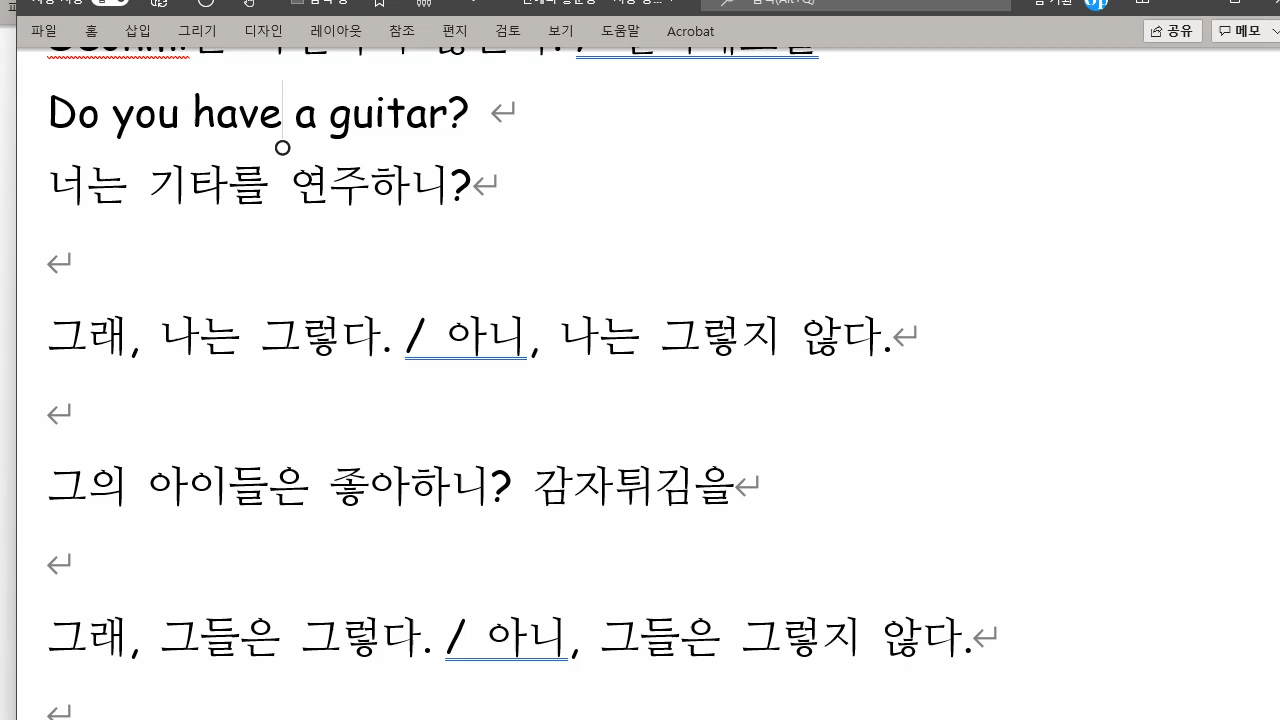 파일 홈 삽입 그리기 디자인 레이아웃 참조 편지 검토 보기 도움말 Acrobat 공유 메모
Do you have a guitar?
너는 기타를 연주하니?
그래, 나는 그렇다. / 아니, 나는 그렇지 않다.
그의 아이들은 좋아하니? 감자튀김을
그래, 그들은 그렇다. / 아니, 그들은 그렇지 않다.